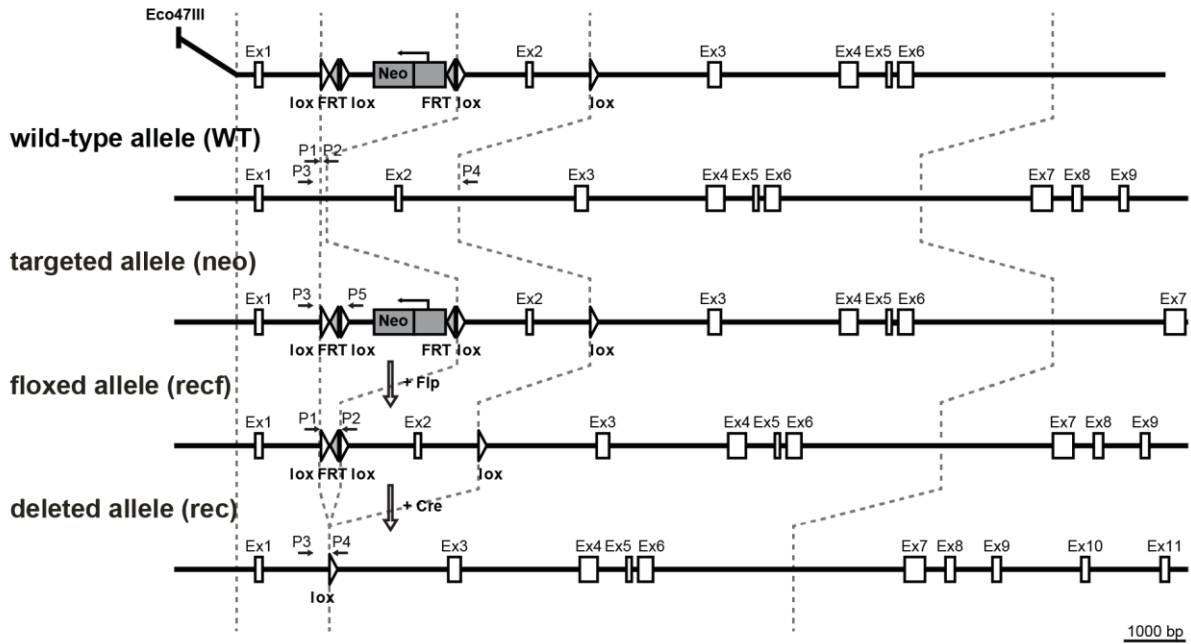 Eco47III
Ex1 Neo Ex2 Ex3 Ex4 Ex5 Ex6
lox FRT lox FRT lox lox
wild-type allele (WT)
P1 P2
P3 P4
Ex1 Ex2 Ex3 Ex4 Ex5 Ex6 Ex7 Ex8 Ex9
targeted allele (neo)
Ex1 P3 P5 Neo Ex2 Ex3 Ex4 Ex5 Ex6 Ex7
lox FRT lox FRT lox lox
floxed allele (recf)
+ Flp
Ex1 P1 P2 Ex2 Ex3 Ex4 Ex5 Ex6 Ex7 Ex8 Ex9
lox FRT lox lox
deleted allele (rec)
+ Cre
Ex1 P3 P4 Ex3 Ex4 Ex5 Ex6 Ex7 Ex8 Ex9 Ex10 Ex11
lox
1000 bp